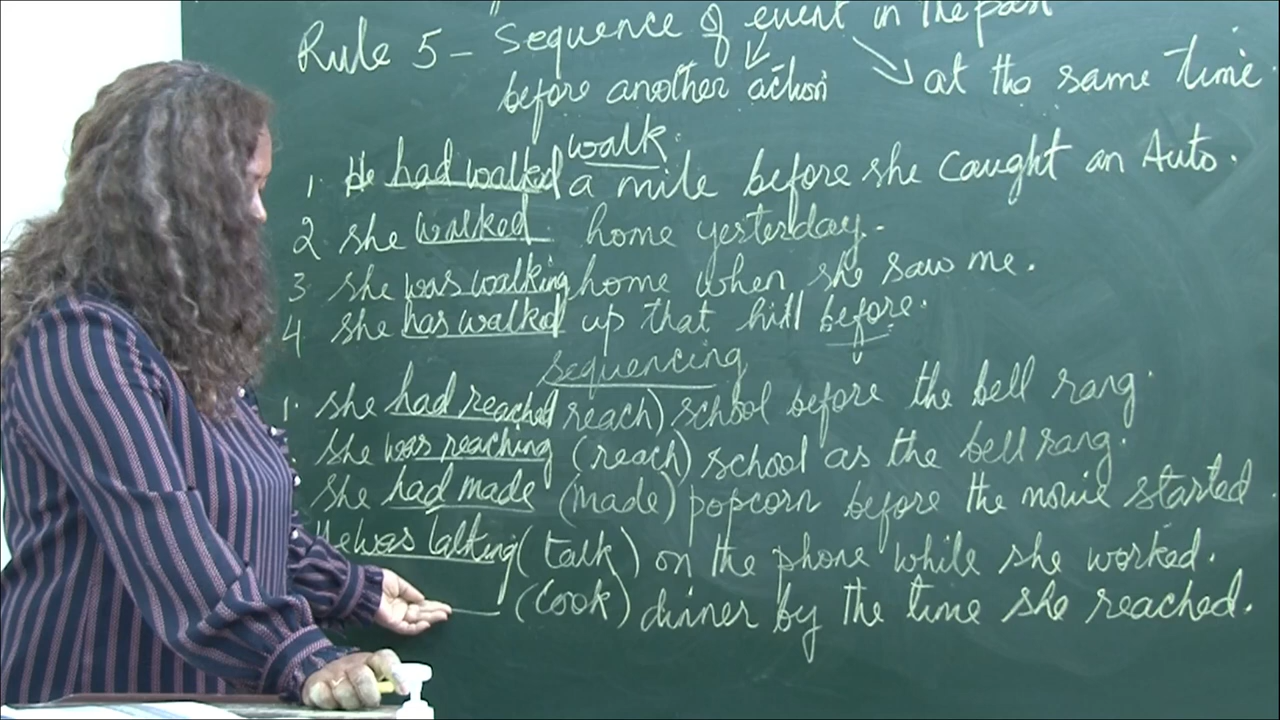 Rule 5 - Sequence of event in the past
before another action at the same time
walk
1. He had walked a mile before she caught an Auto.
2 she walked home yesterday.
3 she was walking home when she saw me.
4 she has walked up that hill before.
sequencing
1. she had reached reach) school before the bell rang.
she was reaching (reach) school as the bell rang.
she had made (made) popcorn before the movie started.
He was talking (talk) on the phone while she worked.
(Cook) dinner by the time she reached.